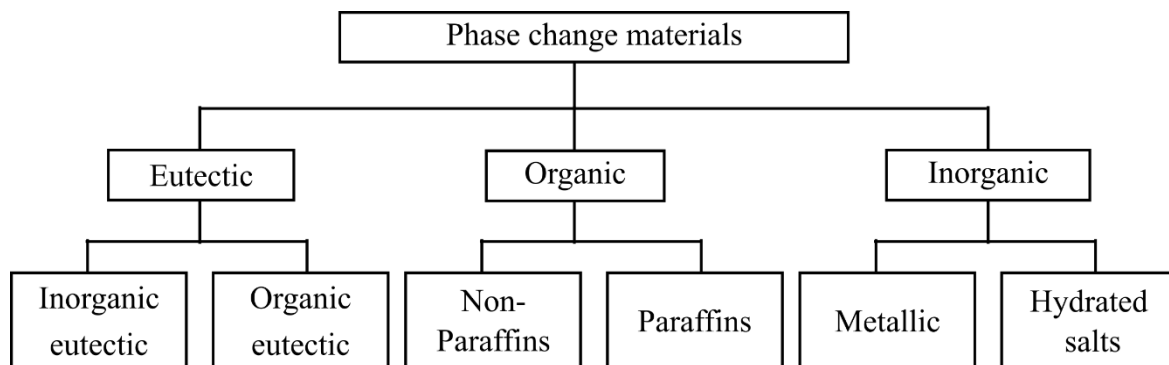 Phase change materials
Eutectic
Organic
Inorganic
Inorganic
eutectic
Organic
eutectic
Non-
Paraffins
Paraffins
Metallic
Hydrated
salts